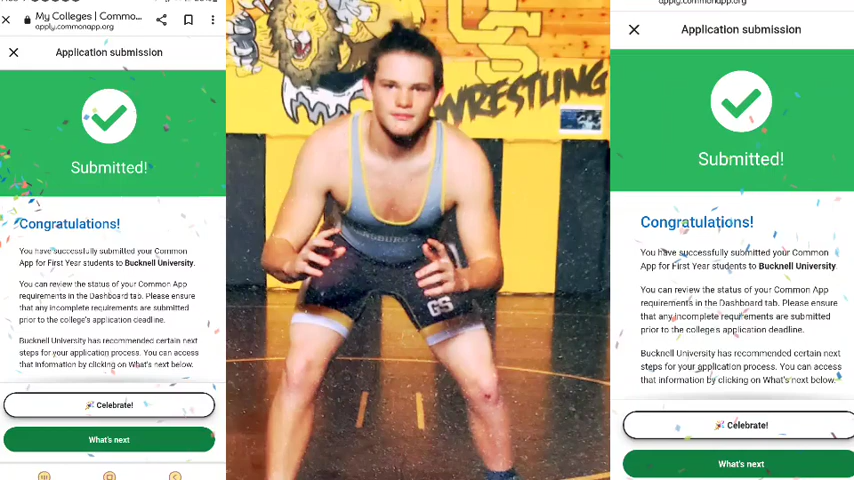 My Colleges | Commo...
apply.commonapp.org
Application submission
Submitted!
Congratulations!
You have successfully submitted your Common
App for First Year students to Bucknell University.
You can review the status of your Common App
requirements in the Dashboard tab. Please ensure
that any incomplete requirements are submitted
prior to the college's application deadline.
Bucknell University has recommended certain next
steps for your application process. You can access
that information by clicking on What's next below.
Celebrate!
What's next
GS
WRESTLING
GS
apply.commonapp.org
Application submission
Submitted!
Congratulations!
You have successfully submitted your Common
App for First Year students to Bucknell University.
You can review the status of your Common App
requirements in the Dashboard tab. Please ensure
that any incomplete requirements are submitted
prior to the college's application deadline.
Bucknell University has recommended certain next
steps for your application process. You can access
that information by clicking on What's next below.
Celebrate!
What's next